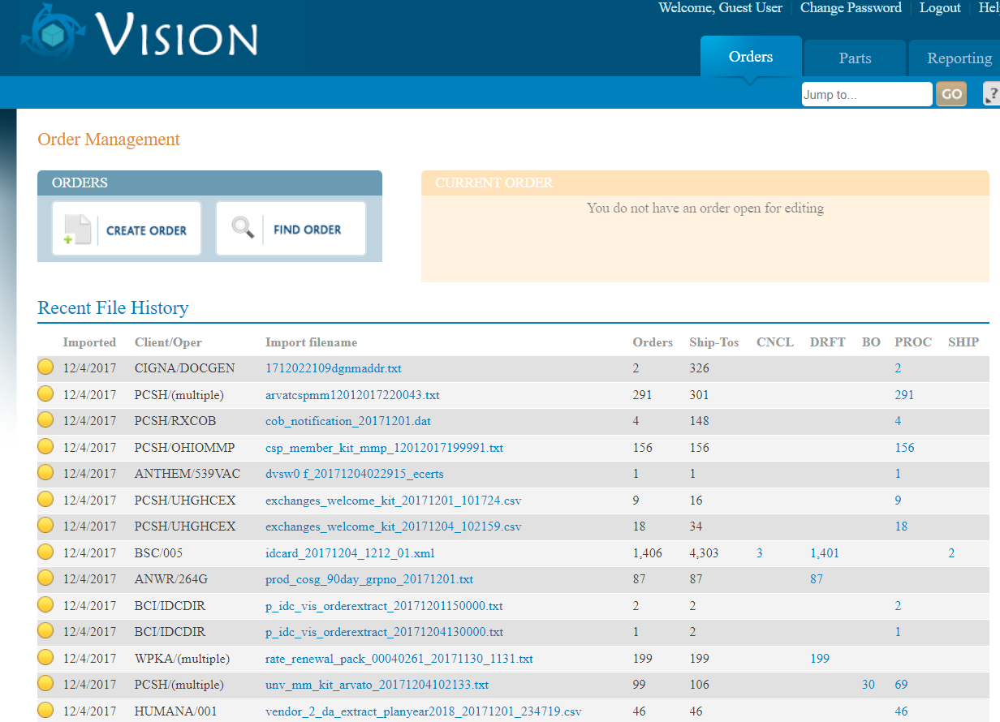 Welcome, Guest User Change Password Logout Hel
VISION
Orders Parts Reporting
Jump to... GO ?
Order Management
ORDERS
CREATE ORDER FIND ORDER
CURRENT ORDER
You do not have an order open for editing
Recent File History
Imported Client/Oper Import filename Orders Ship-Tos CNCL DRFT BO PROC SHIP
12/4/2017 CIGNA/DOCGEN 1712022109dgnmaddr.txt 2 326 2
12/4/2017 PCSH/(multiple) arvatcspmm12012017220043.txt 291 301 291
12/4/2017 PCSH/RXCOB cob_notification_20171201.dat 4 148 4
12/4/2017 PCSH/OHIOMMP csp_member_kit_mmp_12012017199991.txt 156 156 156
12/4/2017 ANTHEM/539VAC dvsw0 f_20171204022915_ecerts 1 1 1
12/4/2017 PCSH/UHGHCEX exchanges_welcome_kit_20171201_101724.csv 9 16 9
12/4/2017 PCSH/UHGHCEX exchanges_welcome_kit_20171204_102159.csv 18 34 18
12/4/2017 BSC/005 idcard_20171204_1212_01.xml 1,406 4,303 3 1,401 2
12/4/2017 ANWR/264G prod_cosg_90day_grpno_20171201.txt 87 87 87
12/4/2017 BCI/IDCDIR p_idc_vis_orderextract_20171201150000.txt 2 2 2
12/4/2017 BCI/IDCDIR p_idc_vis_orderextract_20171204130000.txt 1 2 1
12/4/2017 WPKA/(multiple) rate_renewal_pack_00040261_20171130_1131.txt 199 199 199
12/4/2017 PCSH/(multiple) unv_mm_kit_arvato_20171204102133.txt 99 106 30 69
12/4/2017 HUMANA/001 vendor_2_da_extract_planyear2018_20171201_234719.csv 46 46 46